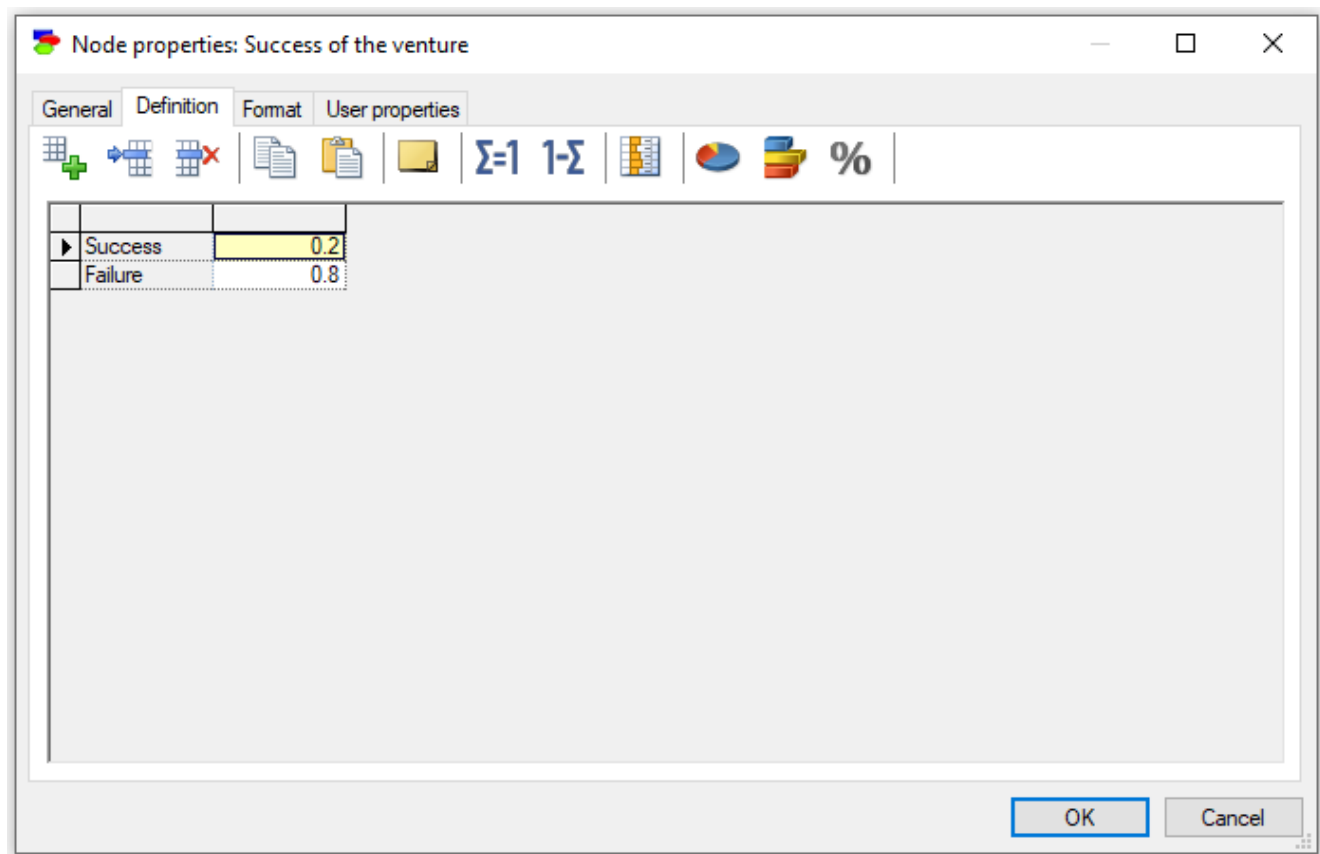 Node properties: Success of the venture
General Definition Format User properties
Σ=1 1-Σ %
Success 0.2
Failure 0.8
OK Cancel